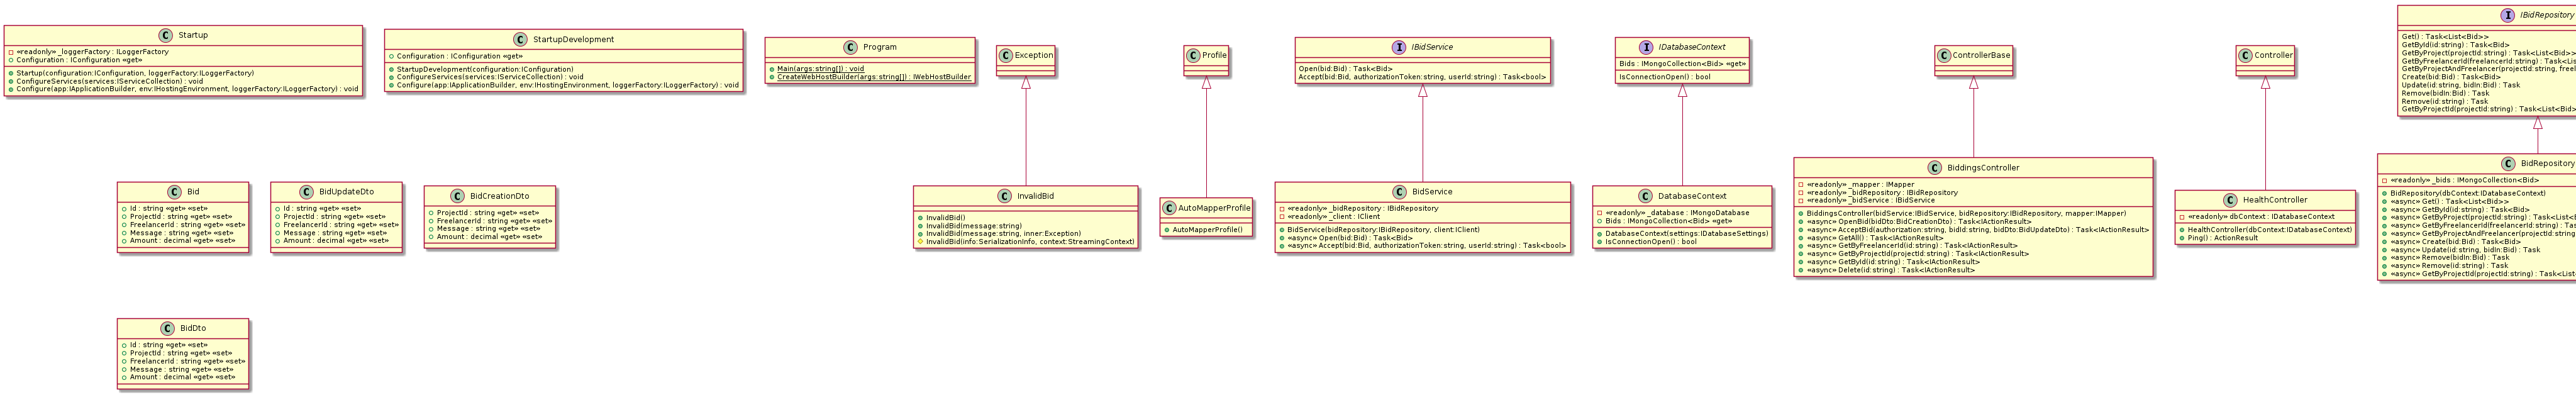 C Startup
«readonly» _loggerFactory : ILoggerFactory
Configuration : IConfiguration «get»
Startup(configuration:IConfiguration, loggerFactory:ILoggerFactory)
ConfigureServices(services:IServiceCollection) : void
Configure(app:IApplicationBuilder, env:IHostingEnvironment, loggerFactory:ILoggerFactory) : void
C StartupDevelopment
Configuration : IConfiguration «get»
StartupDevelopment(configuration:IConfiguration)
ConfigureServices(services:IServiceCollection) : void
Configure(app:IApplicationBuilder, env:IHostingEnvironment, loggerFactory:ILoggerFactory) : void
C Program
Main(args:string[]) : void
CreateWebHostBuilder(args:string[]) : IWebHostBuilder
C Exception
C Profile
I IBidService
Open(bid:Bid) : Task<Bid>
Accept(bid:Bid, authorizationToken:string, userId:string) : Task<bool>
I IDatabaseContext
Bids : IMongoCollection<Bid> «get»
IsConnectionOpen() : bool
C ControllerBase
C Controller
I IBidRepository
Get() : Task<List<Bid>>
GetById(id:string) : Task<Bid>
GetByProject(projectId:string) : Task<List<Bid>>
GetByFreelancerId(freelancerId:string) : Task<Lis
GetByProjectAndFreelancer(projectId:string, freel
Create(bid:Bid) : Task<Bid>
Update(id:string, bidIn:Bid) : Task
Remove(bidIn:Bid) : Task
Remove(id:string) : Task
GetByProjectId(projectId:string) : Task<List<Bid>
C Bid
Id : string «get» «set»
ProjectId : string «get» «set»
FreelancerId : string «get» «set»
Message : string «get» «set»
Amount : decimal «get» «set»
C BidUpdateDto
Id : string «get» «set»
ProjectId : string «get» «set»
FreelancerId : string «get» «set»
Message : string «get» «set»
Amount : decimal «get» «set»
C BidCreationDto
ProjectId : string «get» «set»
FreelancerId : string «get» «set»
Message : string «get» «set»
Amount : decimal «get» «set»
C InvalidBid
InvalidBid()
InvalidBid(message:string)
InvalidBid(message:string, inner:Exception)
InvalidBid(info:SerializationInfo, context:StreamingContext)
C AutoMapperProfile
AutoMapperProfile()
C BidService
«readonly» _bidRepository : IBidRepository
«readonly» _client : IClient
BidService(bidRepository:IBidRepository, client:IClient)
«async» Open(bid:Bid) : Task<Bid>
«async» Accept(bid:Bid, authorizationToken:string, userId:string) : Task<bool>
C DatabaseContext
«readonly» _database : IMongoDatabase
Bids : IMongoCollection<Bid> «get»
DatabaseContext(settings:IDatabaseSettings)
IsConnectionOpen() : bool
C BiddingsController
«readonly» _mapper : IMapper
«readonly» _bidRepository : IBidRepository
«readonly» _bidService : IBidService
BiddingsController(bidService:IBidService, bidRepository:IBidRepository, mapper:IMapper)
«async» OpenBid(bidDto:BidCreationDto) : Task<IActionResult>
«async» AcceptBid(authorization:string, bidId:string, bidDto:BidUpdateDto) : Task<IActionResult>
«async» GetAll() : Task<IActionResult>
«async» GetByFreelancerId(id:string) : Task<IActionResult>
«async» GetByProjectId(projectId:string) : Task<IActionResult>
«async» GetById(id:string) : Task<IActionResult>
«async» Delete(id:string) : Task<IActionResult>
C HealthController
«readonly» dbContext : IDatabaseContext
HealthController(dbContext:IDatabaseContext)
Ping() : ActionResult
C BidRepository
«readonly» _bids : IMongoCollection<Bid>
BidRepository(dbContext:IDatabaseContext)
«async» Get() : Task<List<Bid>>
«async» GetById(id:string) : Task<Bid>
«async» GetByProject(projectId:string) : Task<List<B
«async» GetByFreelancerId(freelancerId:string) : Tas
«async» GetByProjectAndFreelancer(projectId:string
«async» Create(bid:Bid) : Task<Bid>
«async» Update(id:string, bidIn:Bid) : Task
«async» Remove(bidIn:Bid) : Task
«async» Remove(id:string) : Task
«async» GetByProjectId(projectId:string) : Task<List
C BidDto
Id : string «get» «set»
ProjectId : string «get» «set»
FreelancerId : string «get» «set»
Message : string «get» «set»
Amount : decimal «get» «set»